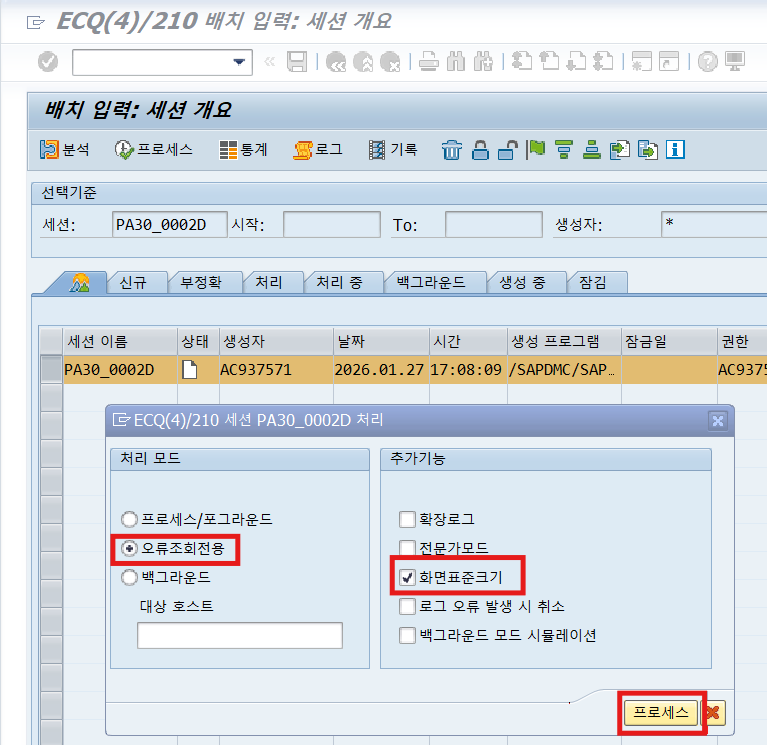 ECQ(4)/210 배치 입력: 세션 개요
배치 입력: 세션 개요
분석 프로세스 통계 로그 기록
선택기준
세션: PA30_0002D 시작: To: 생성자: *
신규 부정확 처리 처리 중 백그라운드 생성 중 잠김
세션 이름 상태 생성자 날짜 시간 생성 프로그램 잠금일 권한
PA30_0002D AC937571 2026.01.27 17:08:09 /SAPDMC/SAP… AC9375
ECQ(4)/210 세션 PA30_0002D 처리
처리 모드
프로세스/포그라운드
오류조회전용
백그라운드
대상 호스트
추가기능
확장로그
전문가모드
화면표준크기
로그 오류 발생 시 취소
백그라운드 모드 시뮬레이션
프로세스